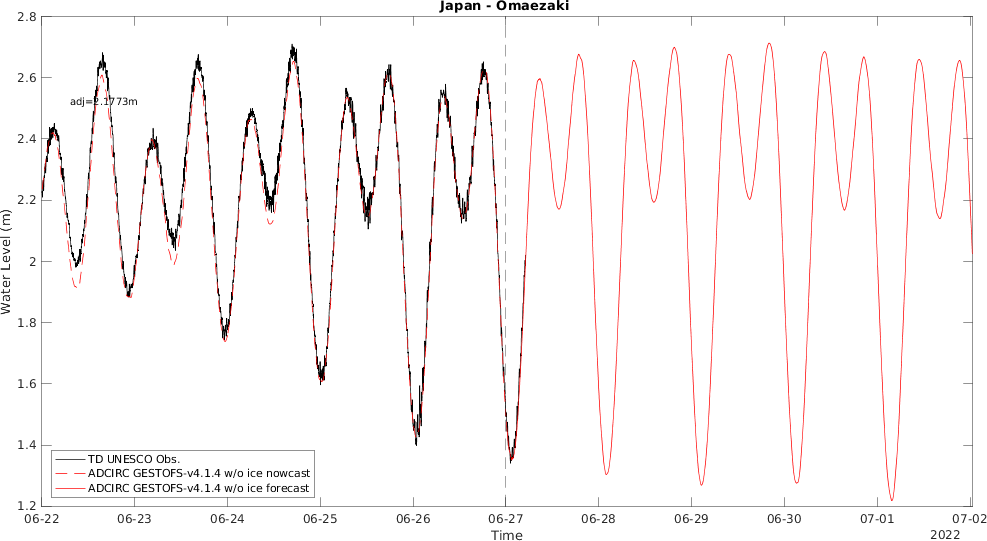 Japan - Omaezaki
2.8
2.6
adj=2.1773m
2.4
2.2
Water Level (m)
2
1.8
1.6
1.4
1.2
TD UNESCO Obs.
ADCIRC GESTOFS-v4.1.4 w/o ice nowcast
ADCIRC GESTOFS-v4.1.4 w/o ice forecast
06-22 06-23 06-24 06-25 06-26 06-27 06-28 06-29 06-30 07-01 07-02
Time
2022